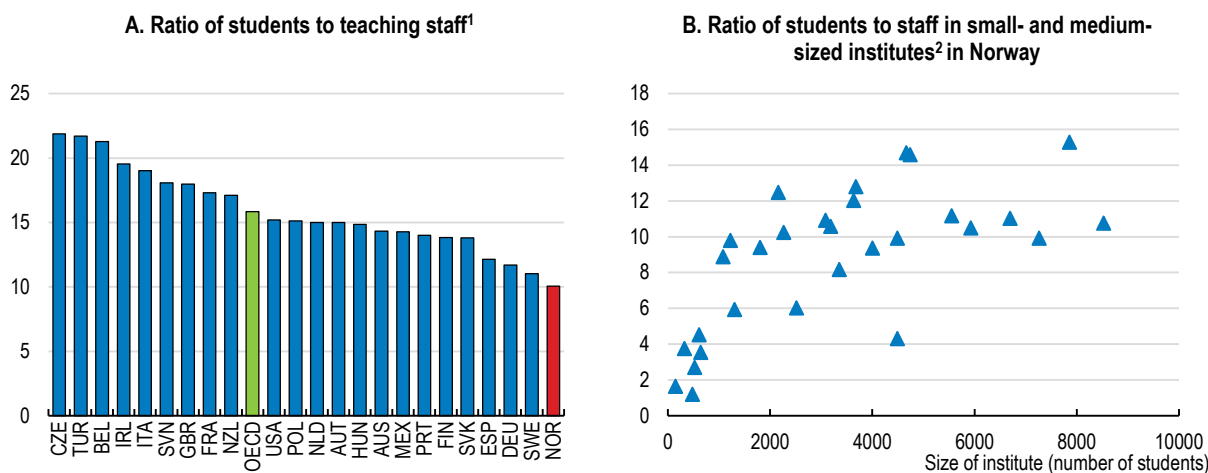 A. Ratio of students to teaching staff¹
25
20
15
10
5
0
CZE
TUR
BEL
IRL
ITA
SVN
GBR
FRA
NZL
OECD
USA
POL
NLD
AUT
HUN
AUS
MEX
PRT
FIN
SVK
ESP
DEU
SWE
NOR
B. Ratio of students to staff in small- and medium-
sized institutes² in Norway
18
16
14
12
10
8
6
4
2
0
0 2000 4000 6000 8000 10000
Size of institute (number of students)